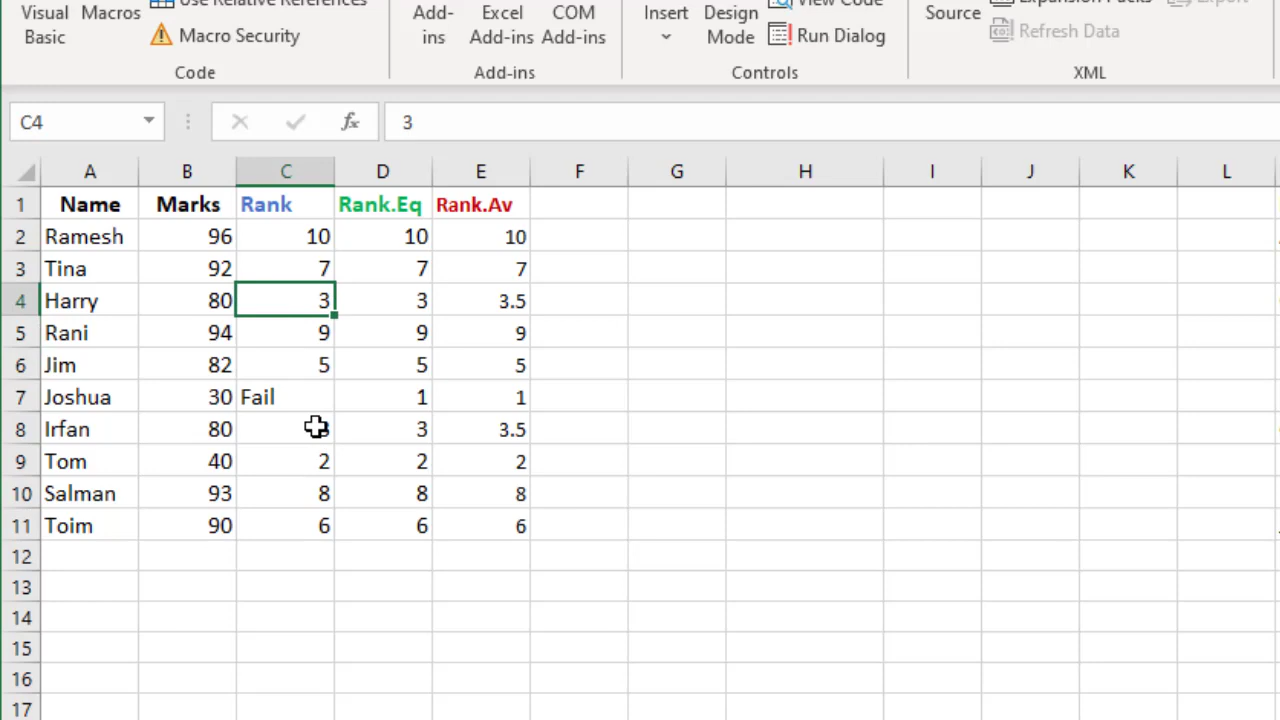 Use Relative References View Code Expansion Packs Export
Visual Macros Add- Excel COM Insert Design Source
Basic Macro Security ins Add-ins Add-ins Mode Run Dialog Refresh Data
Code Add-ins Controls XML
C4 fx 3
A B C D E F G H I J K L
1 Name Marks Rank Rank.Eq Rank.Av
2 Ramesh 96 10 10 10
3 Tina 92 7 7 7
4 Harry 80 3 3 3.5
5 Rani 94 9 9 9
6 Jim 82 5 5 5
7 Joshua 30 Fail 1 1
8 Irfan 80 3 3.5
9 Tom 40 2 2 2
10 Salman 93 8 8 8
11 Toim 90 6 6 6
12
13
14
15
16
17